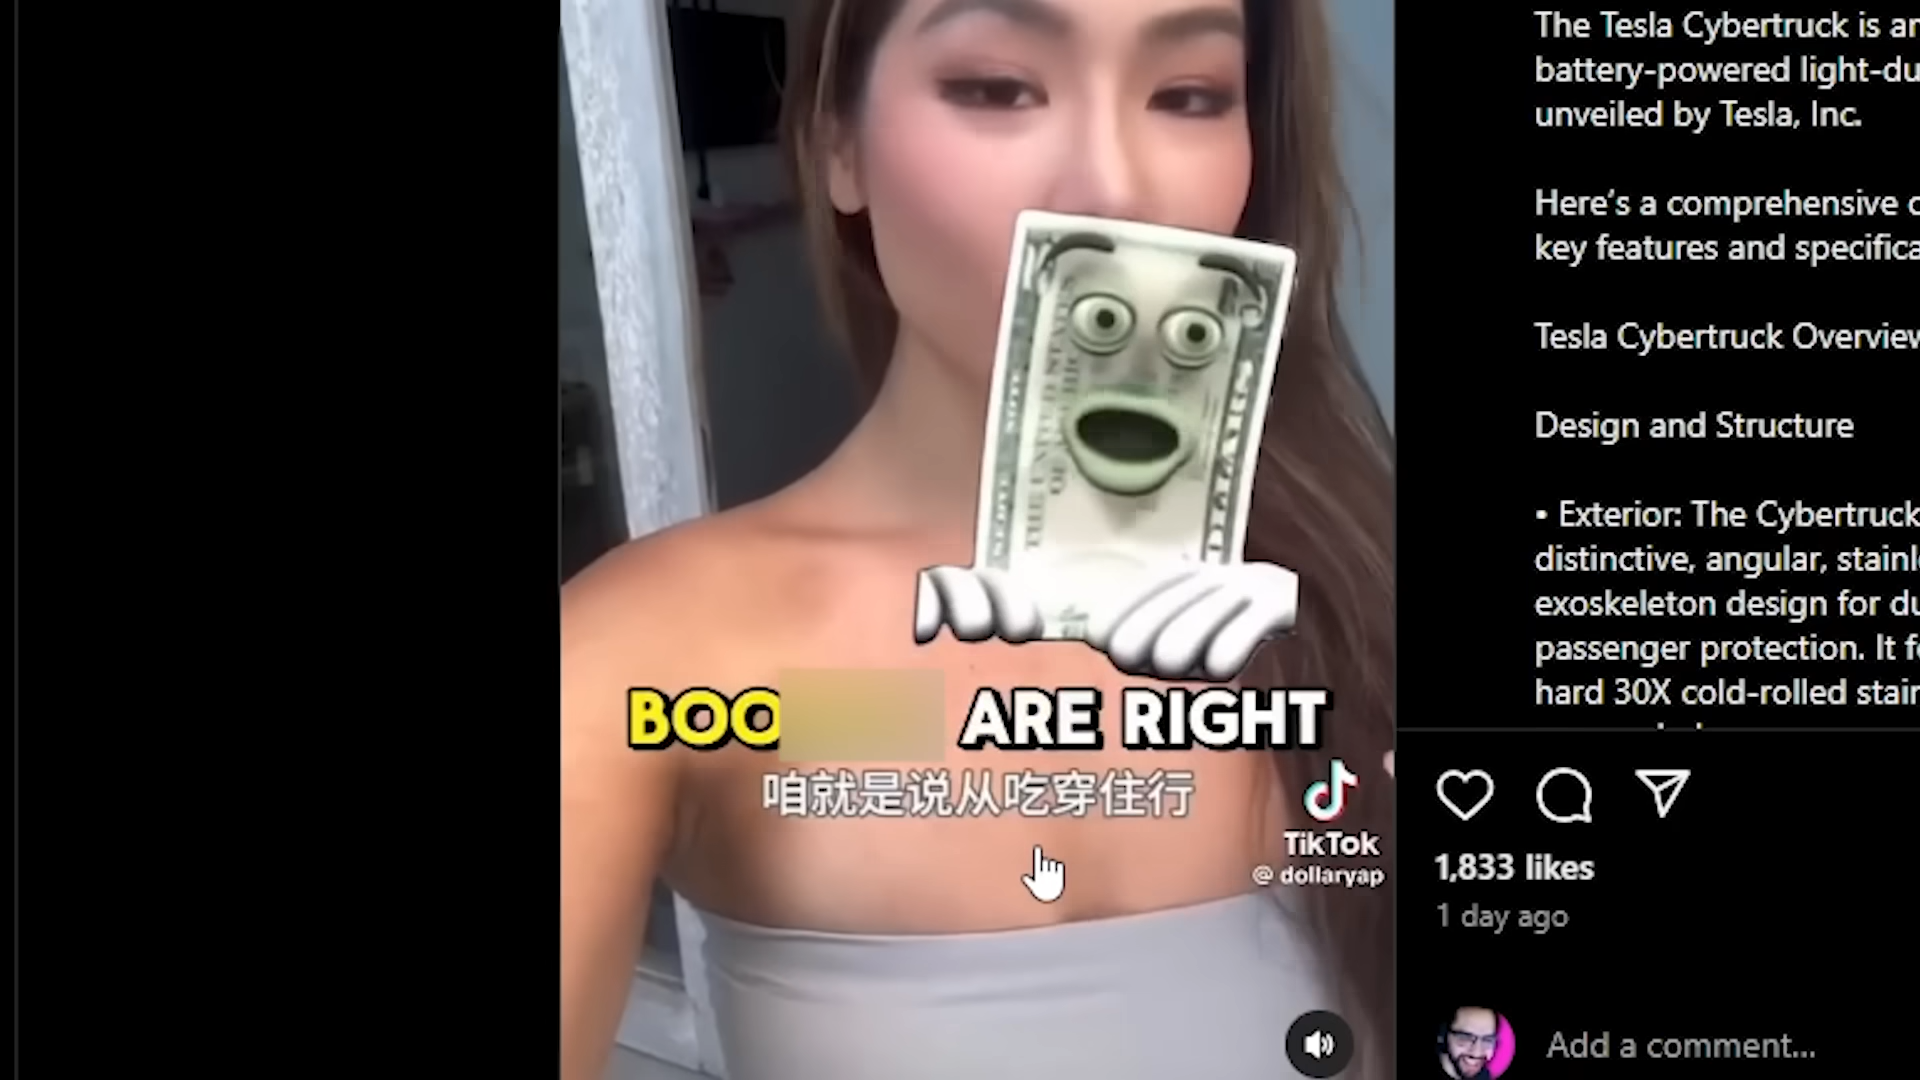 BOO ARE RIGHT
咱就是说从吃穿住行
TikTok
@ dollaryap
The Tesla Cybertruck is
battery-powered light-du
unveiled by Tesla, Inc.
Here's a comprehensive
key features and specifica
Tesla Cybertruck Overview
Design and Structure
• Exterior: The Cybertruck
distinctive, angular, stainl
exoskeleton design for du
passenger protection. It f
hard 30X cold-rolled stain
1,833 likes
1 day ago
Add a comment...